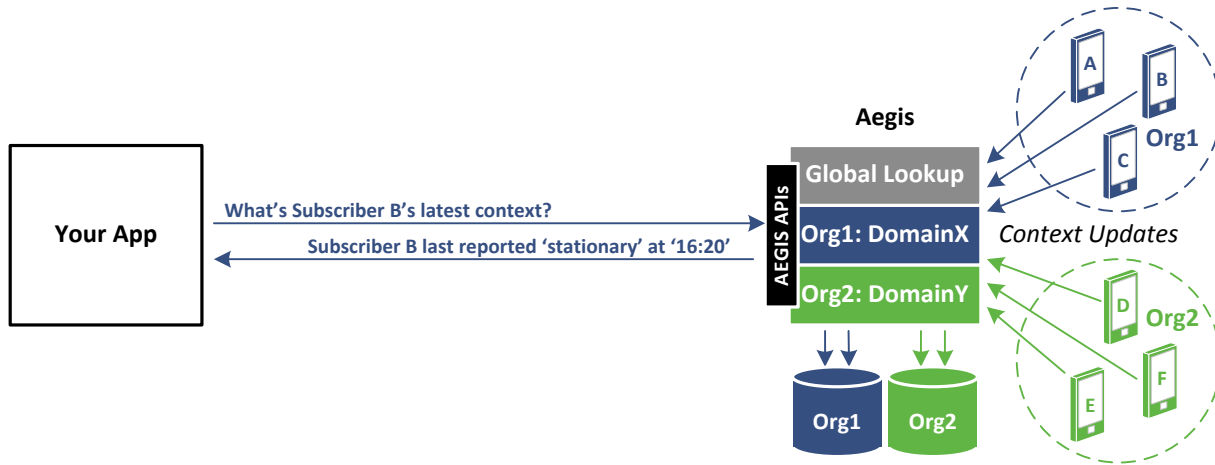 Your App
What's Subscriber B's latest context?
Subscriber B last reported 'stationary' at '16:20'
Aegis
AEGIS APIs
Global Lookup
Org1: DomainX
Org2: DomainY
Org1
Org2
A
B
C
Org1
Context Updates
D
Org2
F
E